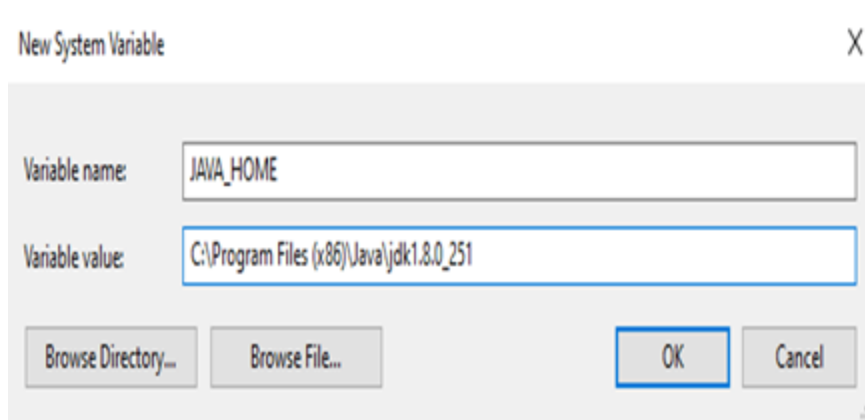 New System Variable X
Variable name: JAVA_HOME
Variable value: C:\Program Files (x86)\Java\jdk1.8.0_251
Browse Directory... Browse File... OK Cancel